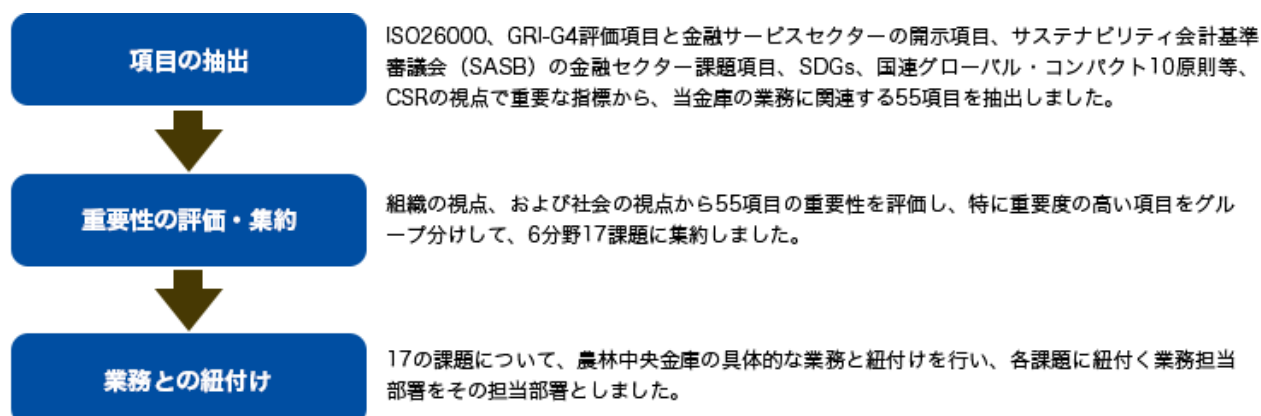 項目の抽出
ISO26000、GRI-G4評価項目と金融サービスセクターの開示項目、サステナビリティ会計基準
審議会（SASB）の金融セクター課題項目、SDGs、国連グローバル・コンパクト10原則等、
CSRの視点で重要な指標から、当金庫の業務に関連する55項目を抽出しました。
重要性の評価・集約
組織の視点、および社会の視点から55項目の重要性を評価し、特に重要度の高い項目をグル
ープ分けして、6分野17課題に集約しました。
業務との紐付け
17の課題について、農林中央金庫の具体的な業務と紐付けを行い、各課題に紐付く業務担当
部署をその担当部署としました。